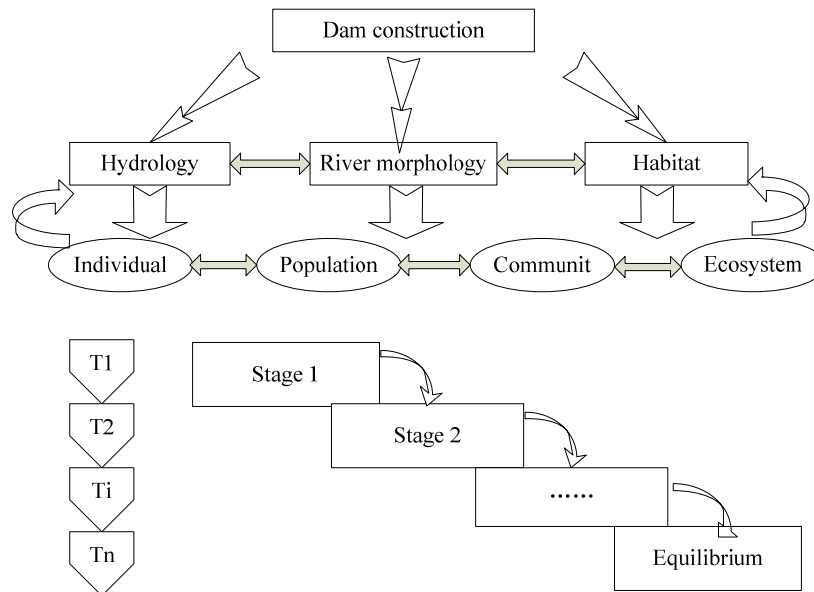 Dam construction
Hydrology
River morphology
Habitat
Individual
Population
Communit
Ecosystem
T1
Stage 1
T2
Stage 2
Ti
......
Tn
Equilibrium